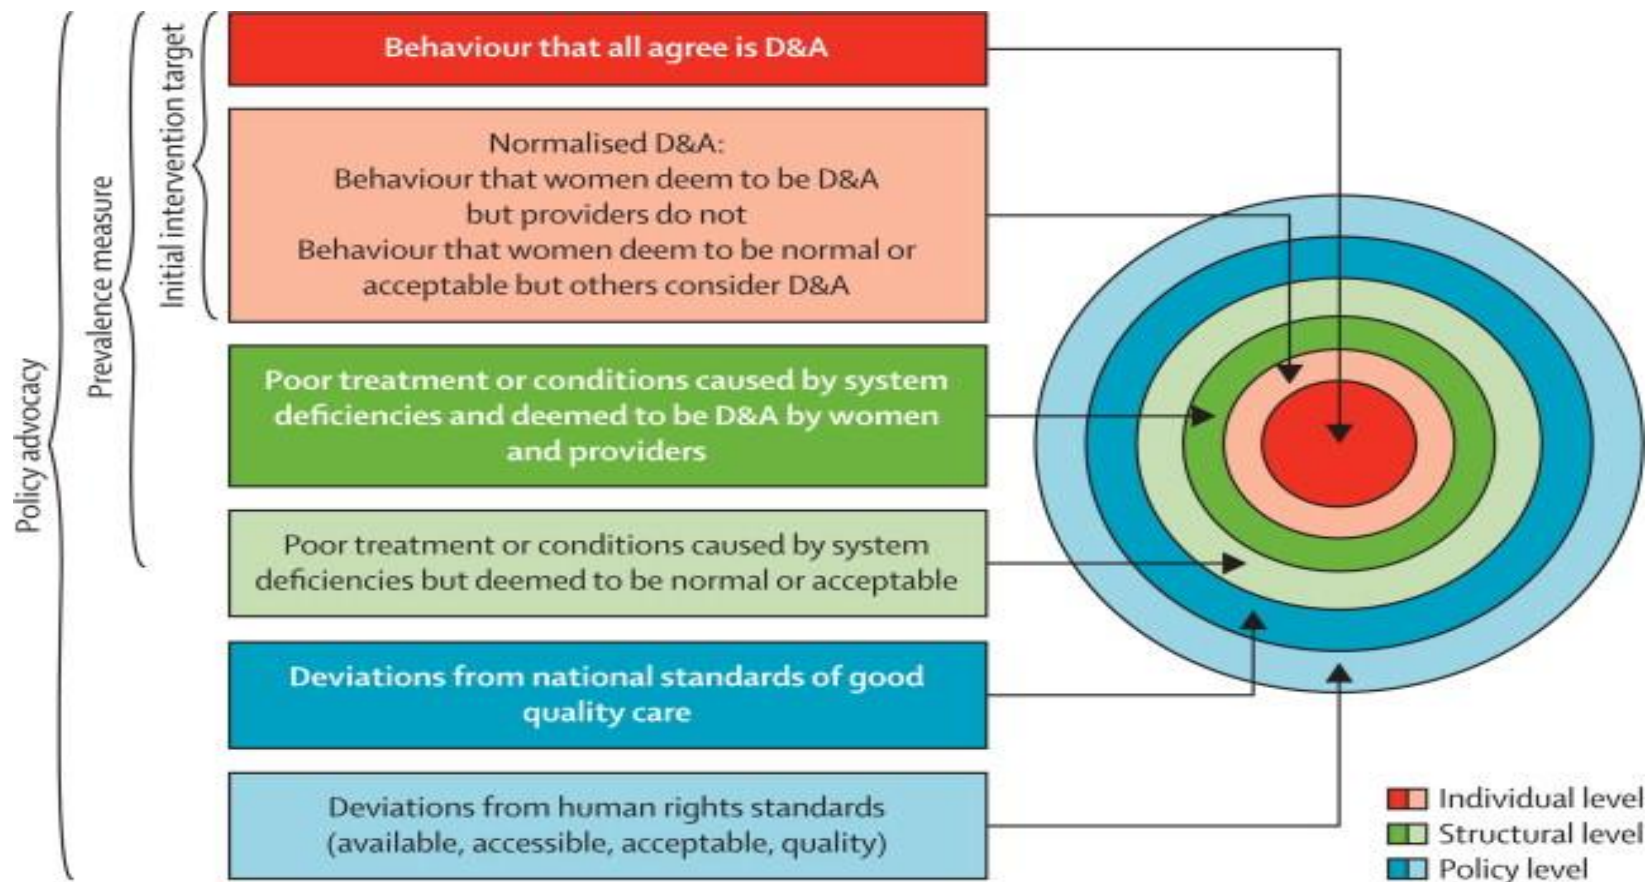 Policy advocacy
Prevalence measure
Initial intervention target
Behaviour that all agree is D&A
Normalised D&A:
Behaviour that women deem to be D&A
but providers do not
Behaviour that women deem to be normal or
acceptable but others consider D&A
Poor treatment or conditions caused by system
deficiencies and deemed to be D&A by women
and providers
Poor treatment or conditions caused by system
deficiencies but deemed to be normal or acceptable
Deviations from national standards of good
quality care
Deviations from human rights standards
(available, accessible, acceptable, quality)
Individual level
Structural level
Policy level